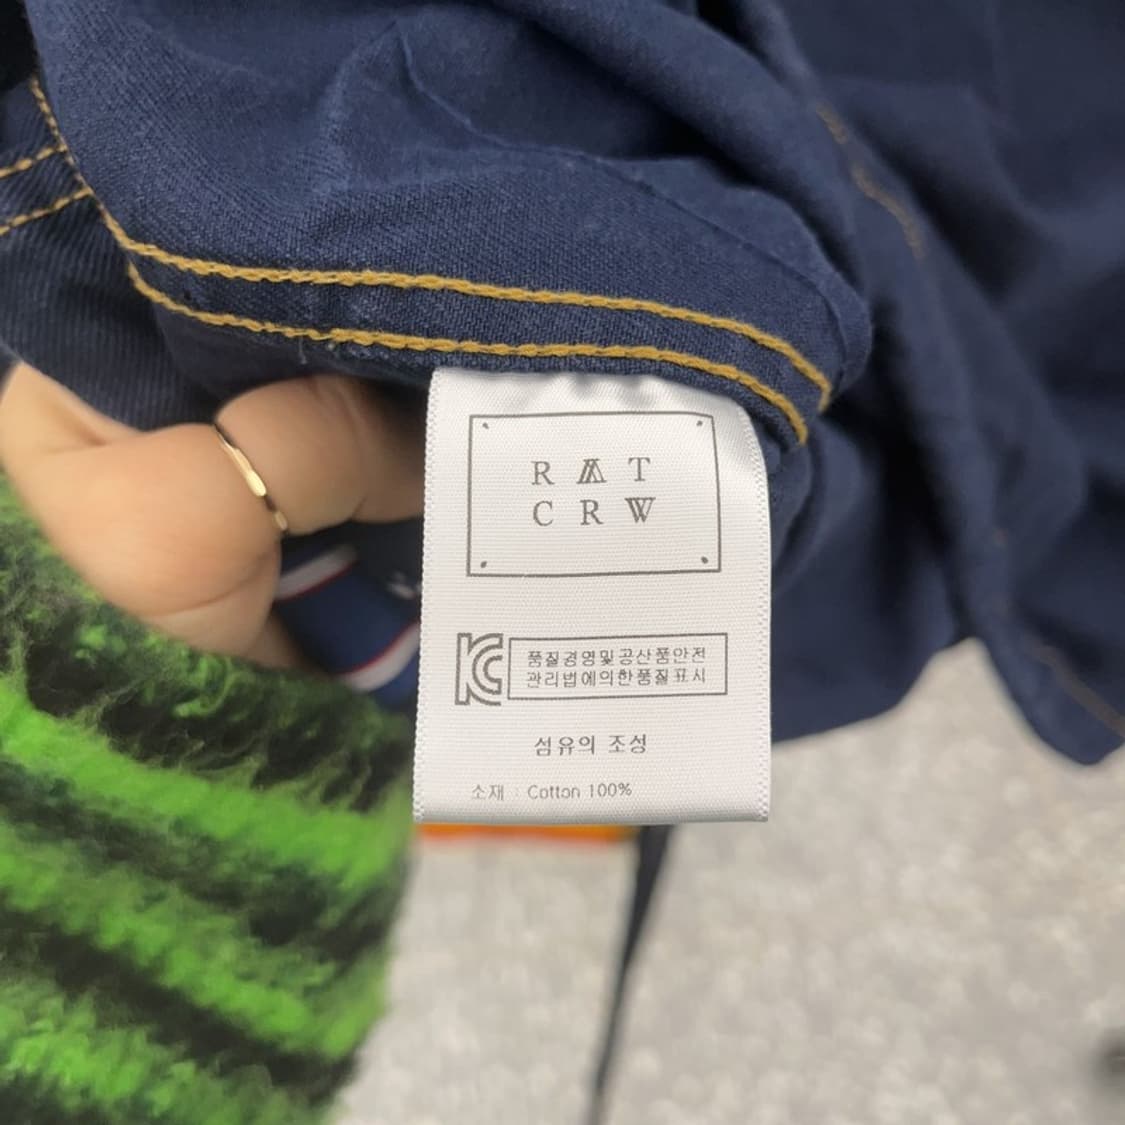 R A T
C R W
KC
품질경영및공산품안전
관리법에의한품질표시
섬유의 조성
소재 : Cotton 100%